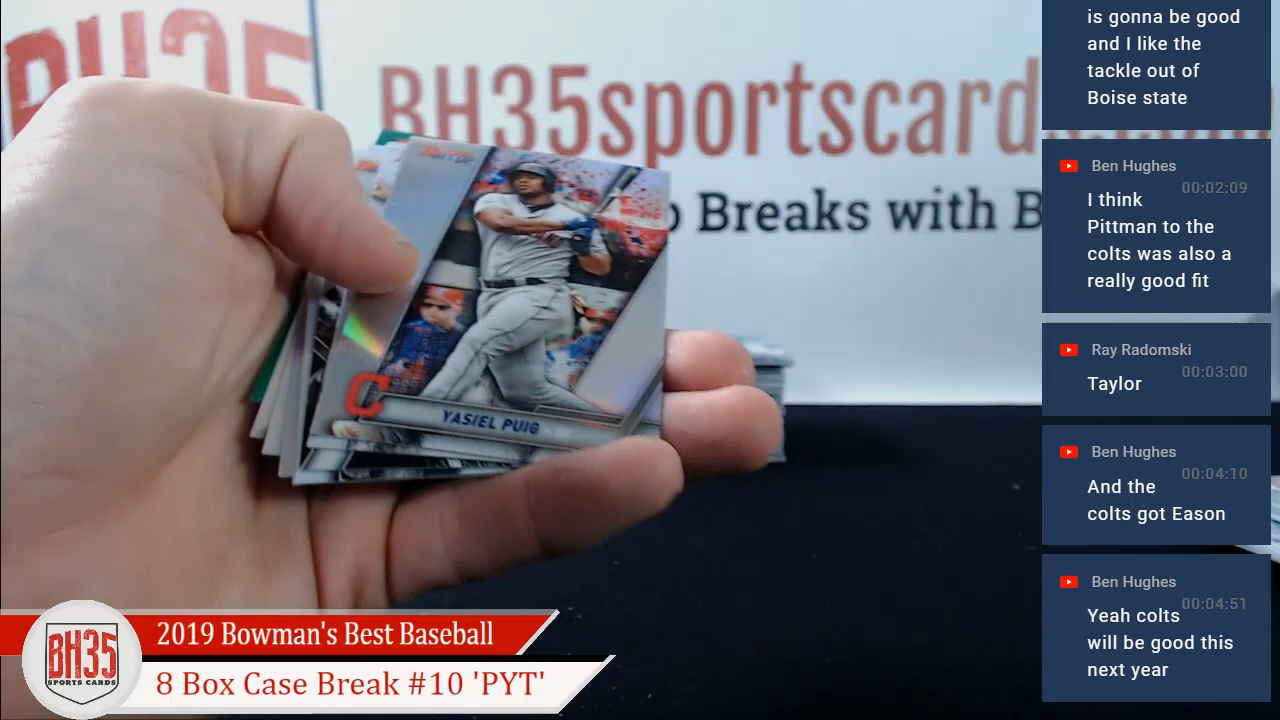 BH35
BH35sportscards.com
Breaks with B
C
YASIEL PUIG
BH35
SPORTS CARDS
2019 Bowman's Best Baseball
8 Box Case Break #10 'PYT'
is gonna be good
and I like the
tackle out of
Boise state
Ben Hughes
00:02:09
I think
Pittman to the
colts was also a
really good fit
Ray Radomski
00:03:00
Taylor
Ben Hughes
00:04:10
And the
colts got Eason
Ben Hughes
00:04:51
Yeah colts
will be good this
next year